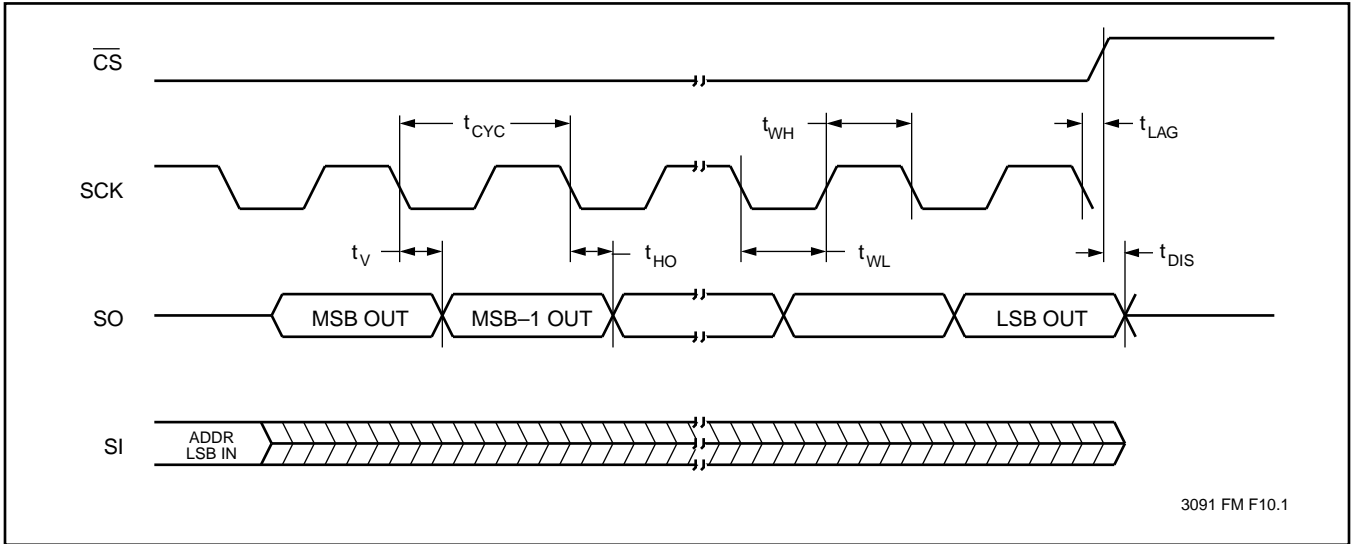 CS
tCYC
tWH
tLAG
SCK
tV
tHO
tWL
tDIS
SO
MSB OUT
MSB–1 OUT
LSB OUT
SI
ADDR
LSB IN
3091 FM F10.1